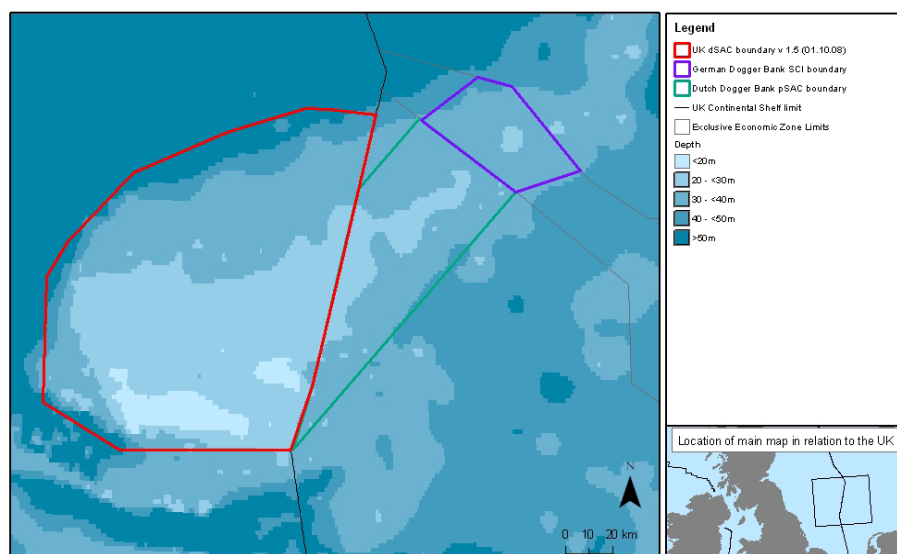 Legend
UK dSAC boundary v 1.5 (01.10.08)
German Dogger Bank SCI boundary
Dutch Dogger Bank pSAC boundary
UK Continental Shelf limit
Exclusive Economic Zone Limits
Depth
<20m
20 - <30m
30 - <40m
40 - <50m
>50m
N
0 10 20
km
Location of main map in relation to the UK